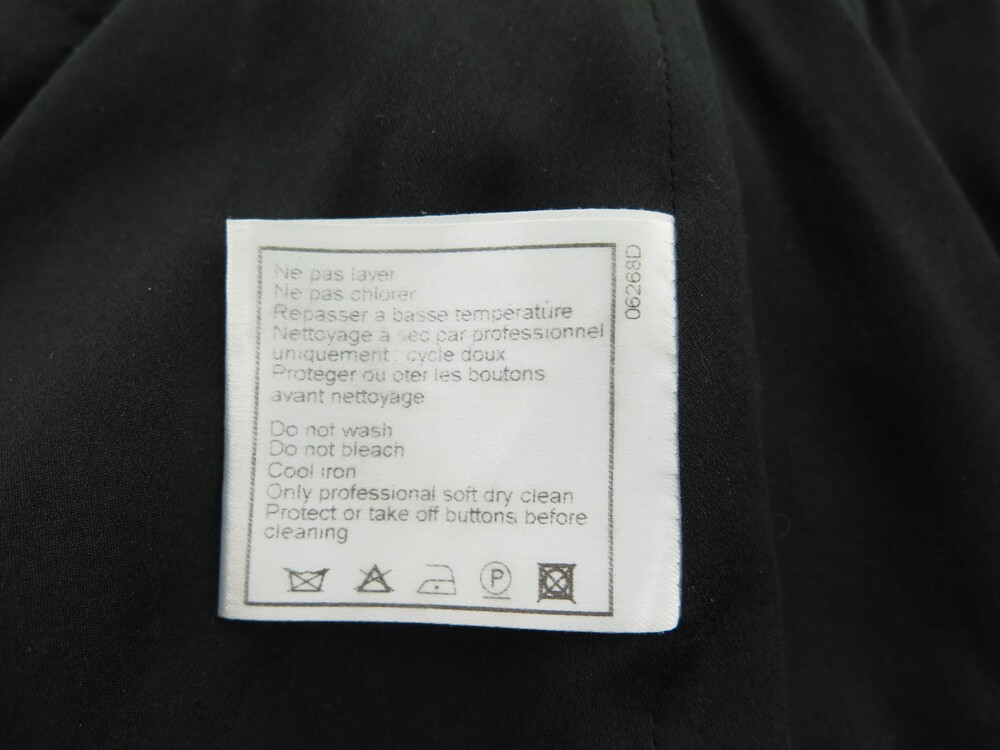 Ne pas laver
Ne pas chlorer
Repasser a basse température
Nettoyage à sec par professionnel
uniquement : cycle doux
Proteger ou oter les boutons
avant nettoyage
Do not wash
Do not bleach
Cool iron
Only professional soft dry clean
Protect or take off buttons before
cleaning
P
06268D